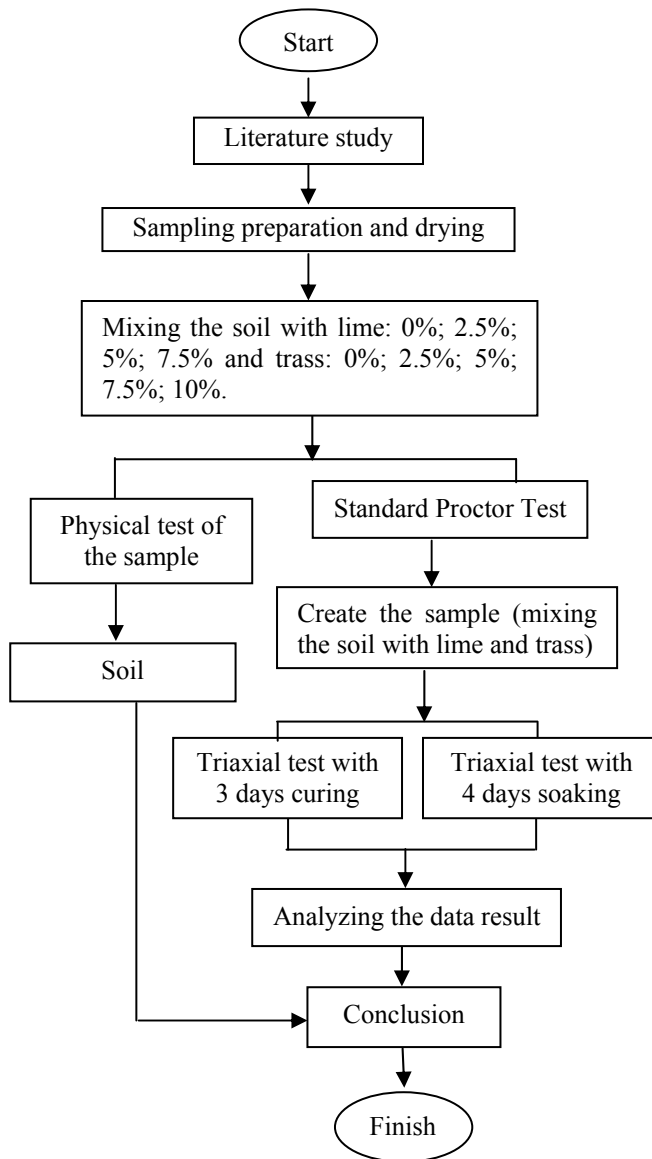 Start
Literature study
Sampling preparation and drying
Mixing the soil with lime: 0%; 2.5%;
5%; 7.5% and trass: 0%; 2.5%; 5%;
7.5%; 10%.
Physical test of
the sample
Standard Proctor Test
Create the sample (mixing
the soil with lime and trass)
Soil
Triaxial test with
3 days curing
Triaxial test with
4 days soaking
Analyzing the data result
Conclusion
Finish